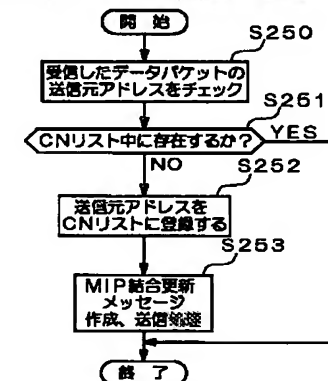 開始
S250
受信したデータパケットの
送信元アドレスをチェック
S251
CNリスト中に存在するか?
YES
NO
S252
送信元アドレスを
CNリストに登録する
S253
MIP結合更新
メッセージ
作成、送信処理
終了